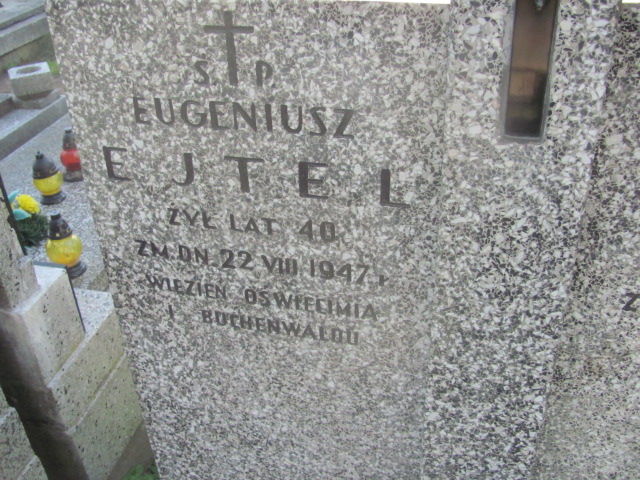 S. P.
EUGENIUSZ
EJTEL
ŻYŁ LAT 40
ZM. DN. 22 VIII 1947 r.
WIĘZIEŃ OŚWIĘCIMIA
I BUCHENWALDU